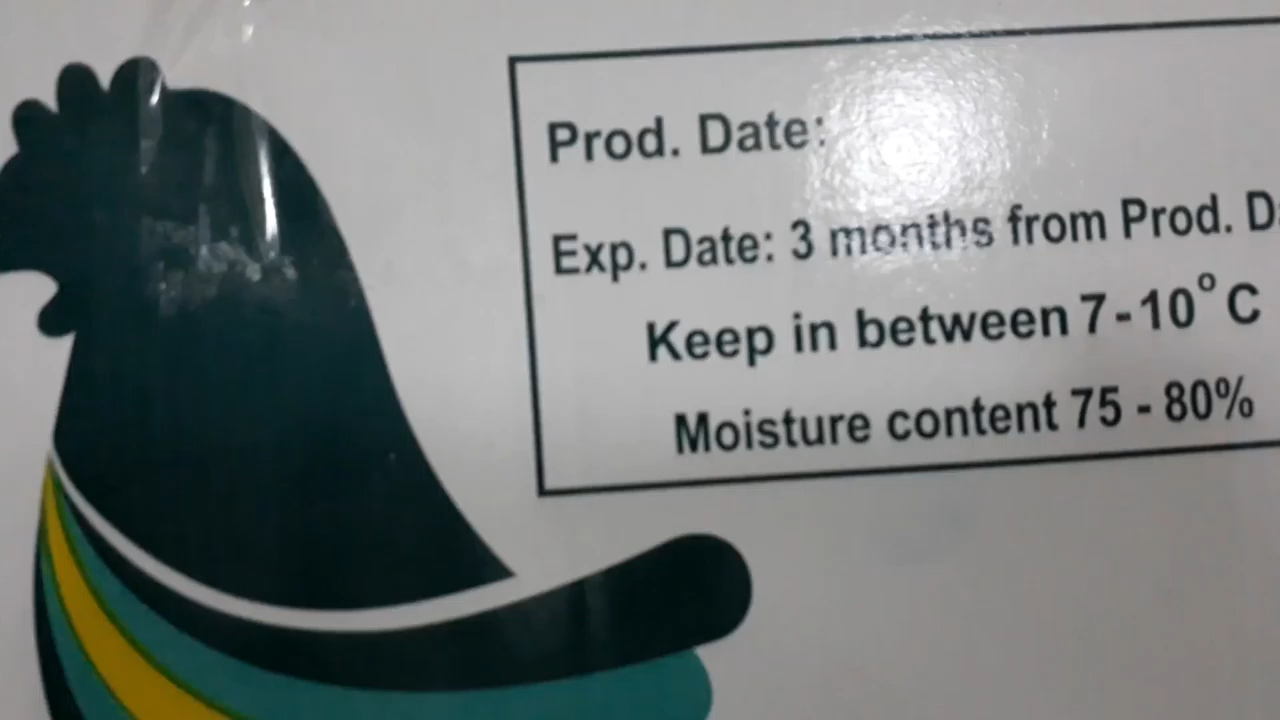 Prod. Date:
Exp. Date: 3 months from Prod.
Keep in between 7-10°C
Moisture content 75 - 80%